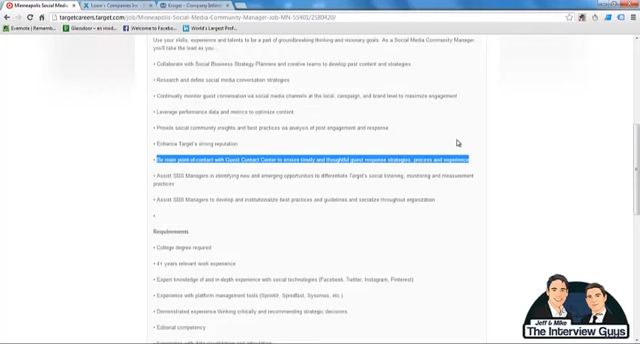 Minneapolis Social Med
Lowe's Companies In
Kroger - Company
targetcareers.target.com/job/Minneapolis-Social-Media-Community-Manager-Job-MN-55401/2580420/
Evernote | Rememb
Glassdoor – an insid
Welcome to Facebook
World's Largest Prof
Use your skills, experience and talents to be a part of groundbreaking thinking and visionary goals. As a Social Media Community Manager,
you'll take the lead as you...
• Collaborate with Social Business Strategy Planners and creative teams to develop post content and strategies
• Research and define social media conversation strategies
• Continually monitor guest conversation via social media channels at the local, campaign, and brand level to maximize engagement
• Leverage performance data and metrics to optimize content
• Provide social community insights and best practices via analysis of post engagement and response
• Enhance Target's strong reputation
• Be main point-of-contact with Guest Contact Center to ensure timely and thoughtful guest response strategies, process and experience
• Assist SBS Managers in identifying new and emerging opportunities to differentiate Target's social listening, monitoring and measurement
practices
• Assist SBS Managers to develop and institutionalize best practices and guidelines and socialize throughout organization
•
Requirements
• College degree required
• 4+ years relevant work experience
• Expert knowledge of and in-depth experience with social technologies (Facebook, Twitter, Instagram, Pinterest)
• Experience with platform management tools (Sprinklr, Spredfast, Sysomos, etc.)
• Demonstrated experience thinking critically and recommending strategic decisions
• Editorial competency
Jeff & Mike
The Interview Guys